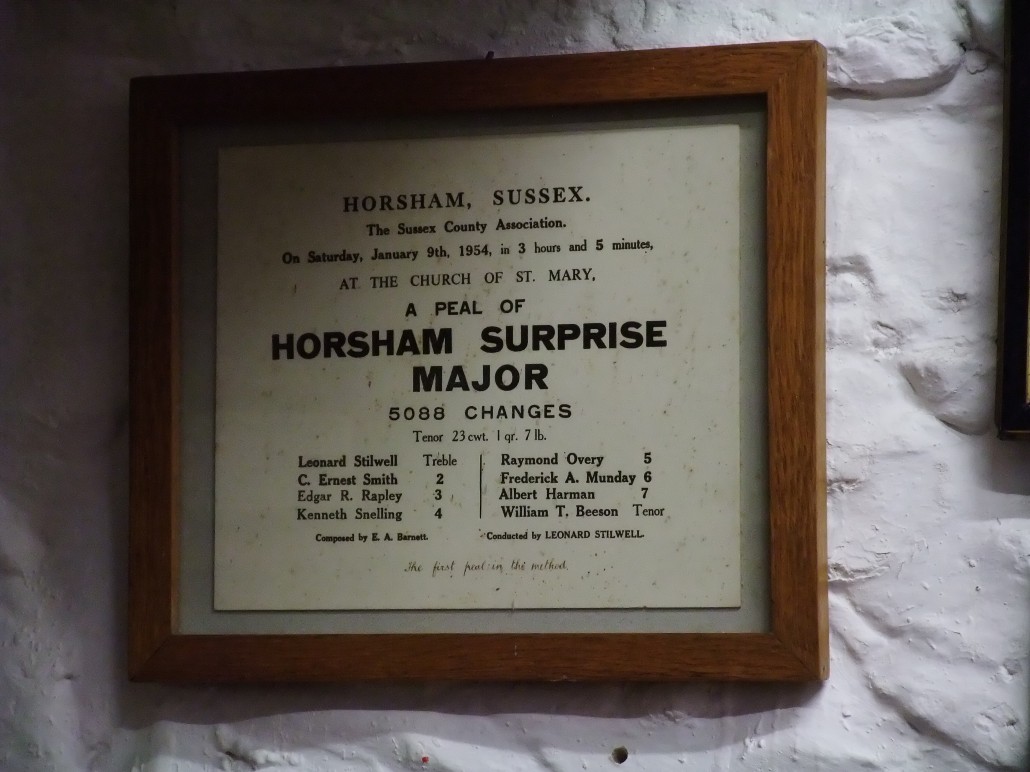 HORSHAM, SUSSEX.
The Sussex County Association.
On Saturday, January 9th, 1954, in 3 hours and 5 minutes,
AT THE CHURCH OF ST. MARY,
A PEAL OF
HORSHAM SURPRISE
MAJOR
5088 CHANGES
Tenor 23 cwt. 1 qr. 7 lb.
Leonard Stilwell Treble
C. Ernest Smith 2
Edgar R. Rapley 3
Kenneth Snelling 4
Raymond Overy 5
Frederick A. Munday 6
Albert Harman 7
William T. Beeson Tenor
Composed by E. A. Barnett.
Conducted by LEONARD STILWELL.
The first peal in the method.